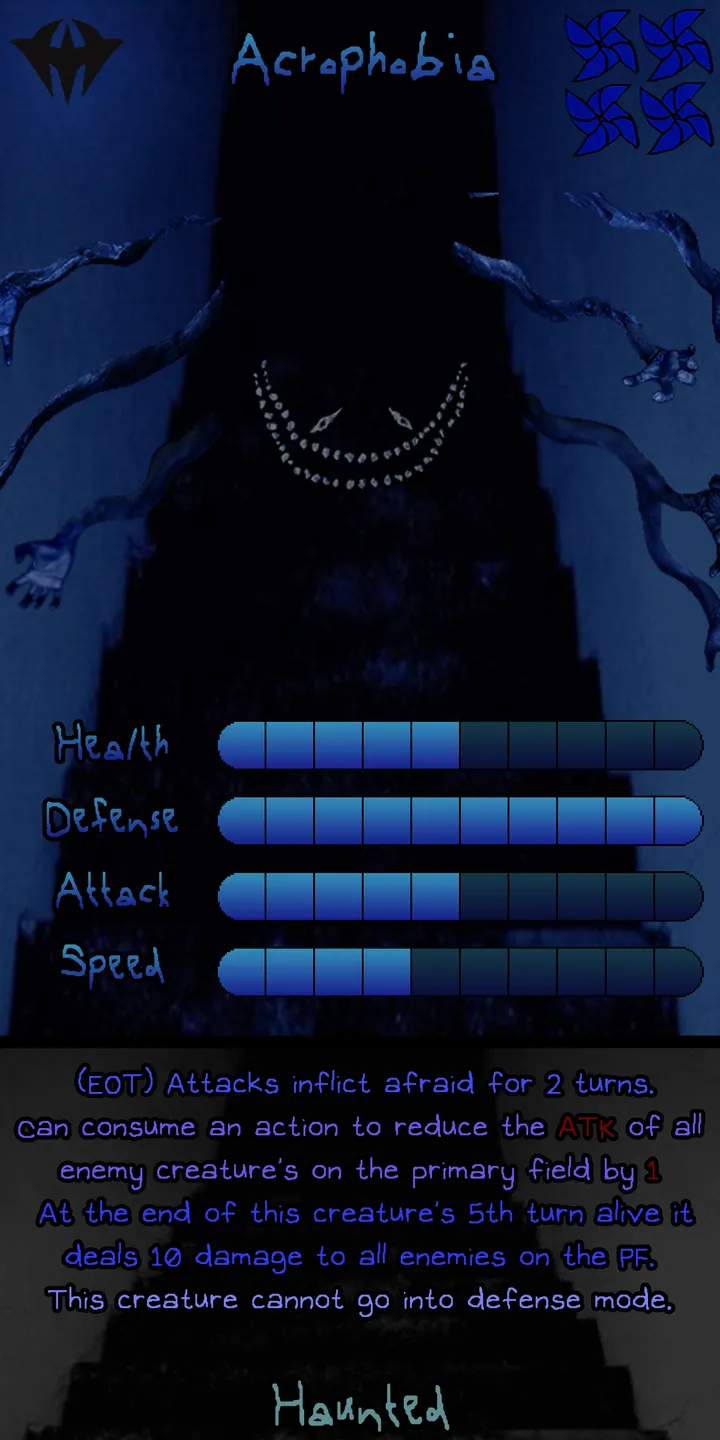 Acrophobia
Health
Defense
Attack
Speed
(EOT) Attacks inflict afraid for 2 turns.
can consume an action to reduce the ATK of all
enemy creature's on the primary field by 1
At the end of this creature's 5th turn alive it
deals 10 damage to all enemies on the PF.
This creature cannot go into defense mode.
Haunted